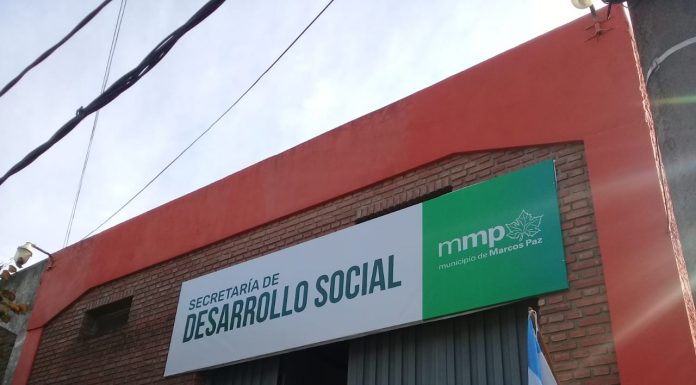 SECRETARÍA DE
DESARROLLO SOCIAL
mmp
municipio de Marcos Paz